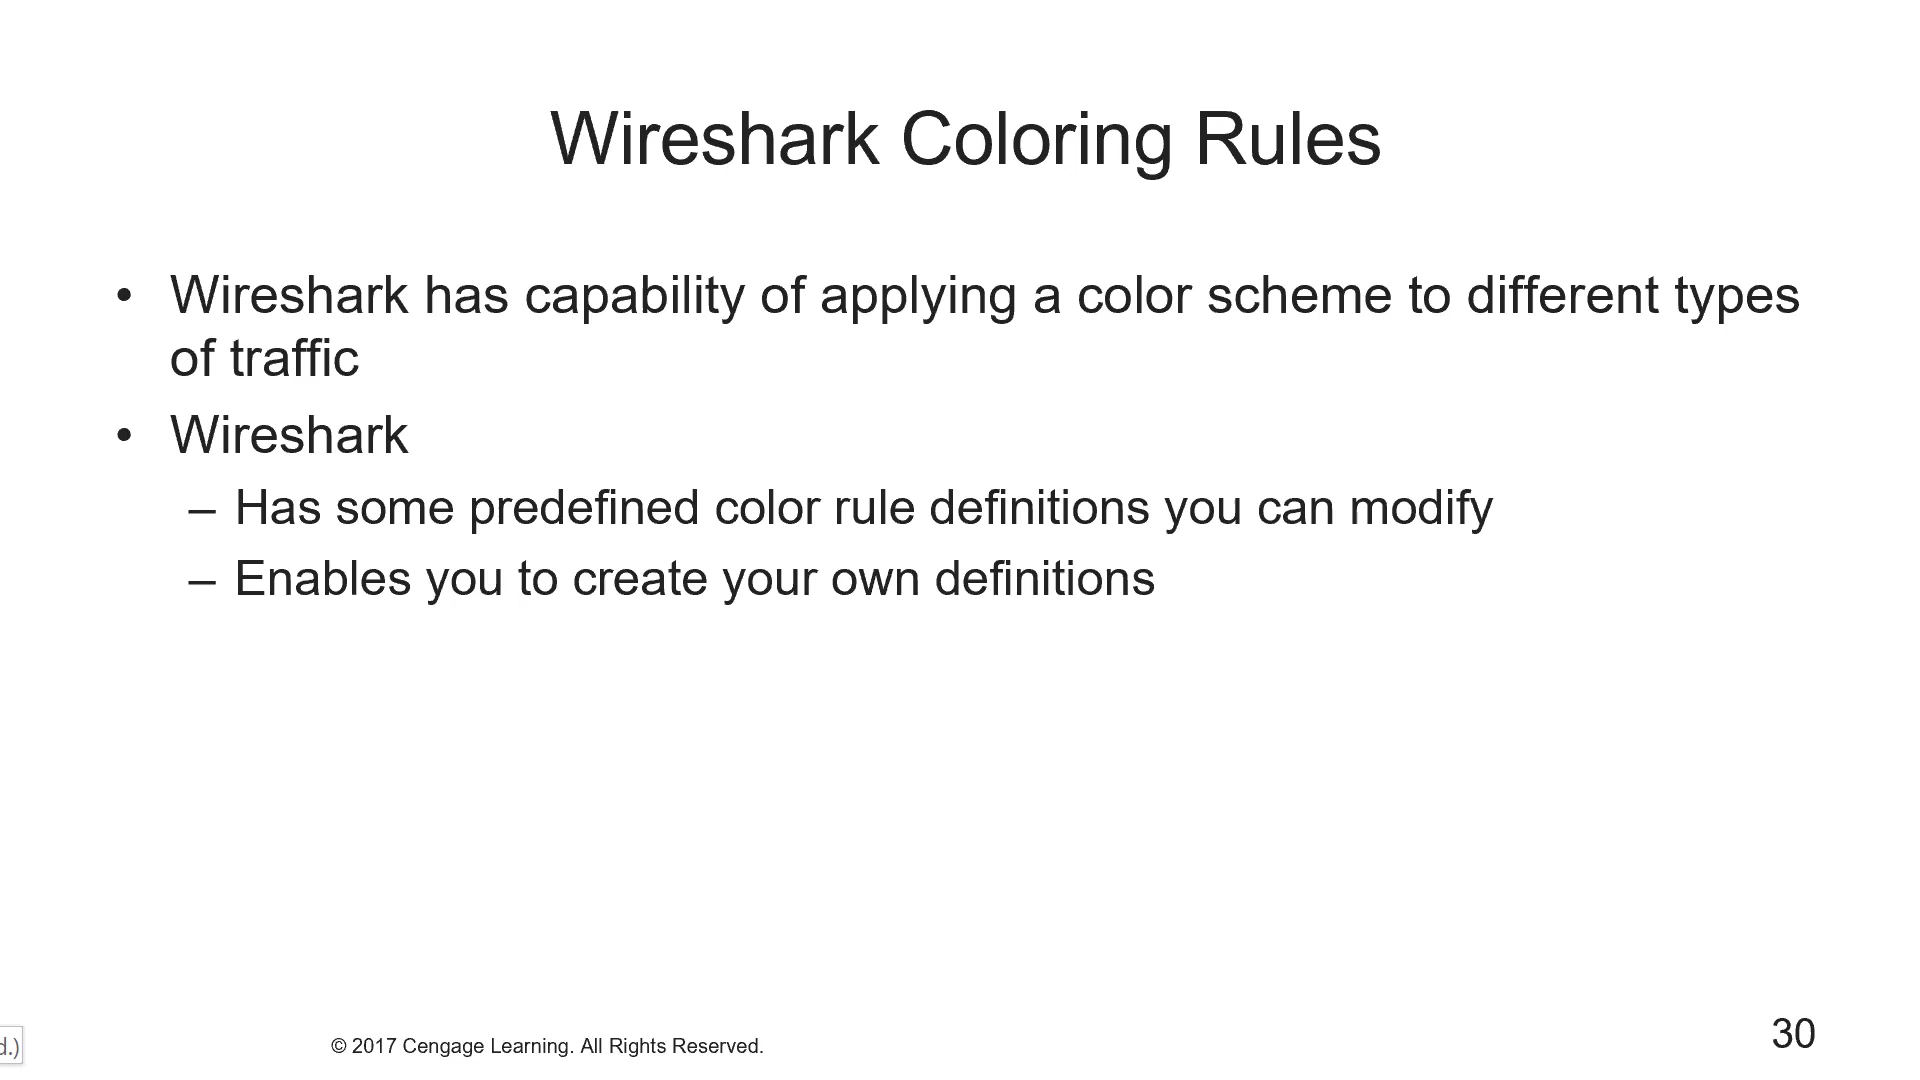 Wireshark Coloring Rules
• Wireshark has capability of applying a color scheme to different types
of traffic
• Wireshark
– Has some predefined color rule definitions you can modify
– Enables you to create your own definitions
d.)
© 2017 Cengage Learning. All Rights Reserved.
30